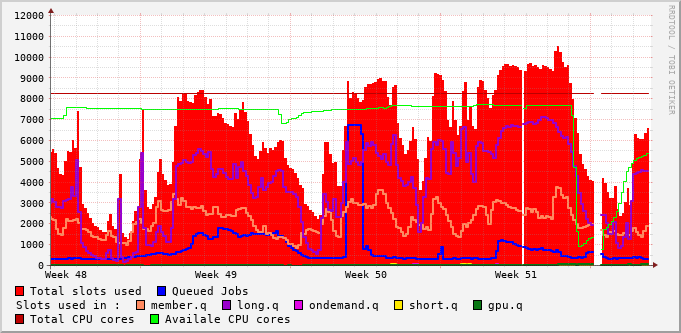 12000
11000
10000
9000
8000
7000
6000
5000
4000
3000
2000
1000
0
Week 48 Week 49 Week 50 Week 51
Total slots used Queued Jobs
Slots used in : member.q long.q ondemand.q short.q gpu.q
Total CPU cores Availale CPU cores
RRDTOOL / TOBI OETIKER